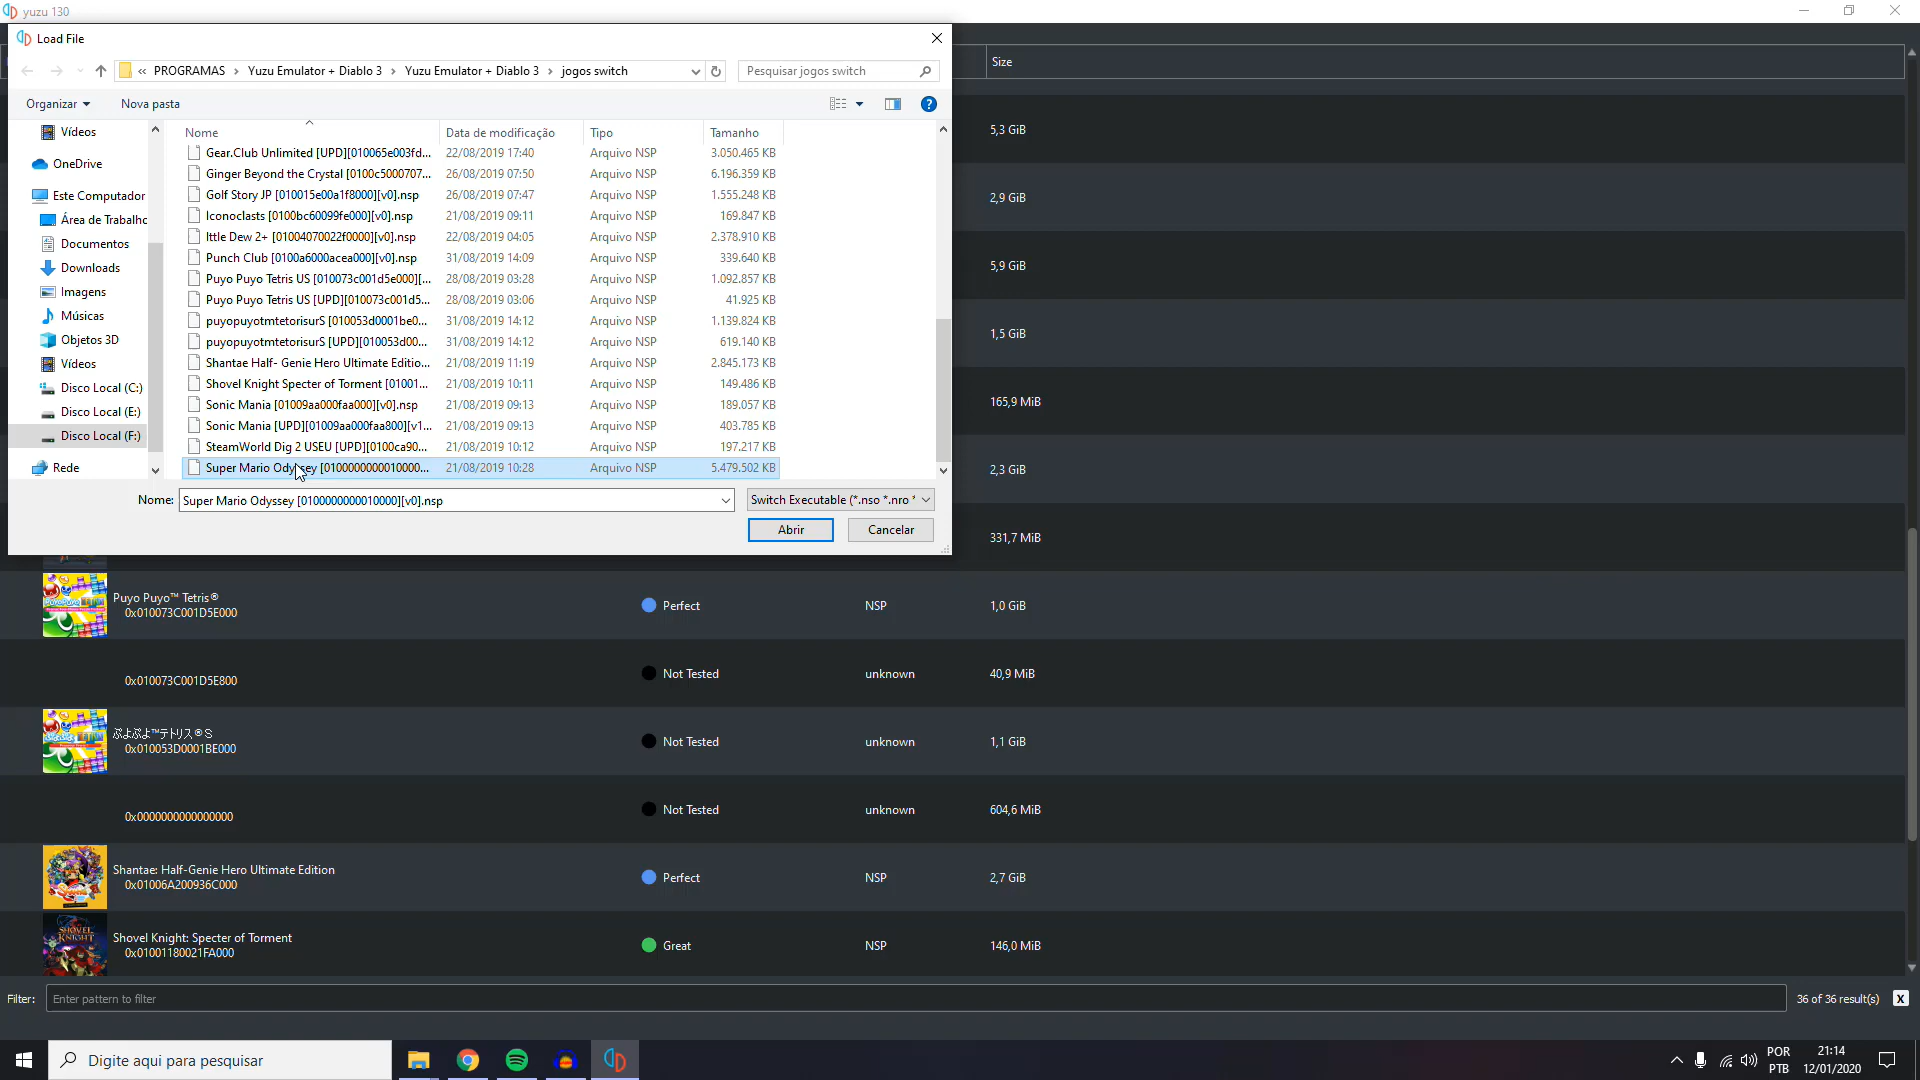 yuzu 130
Load File
« PROGRAMAS › Yuzu Emulator + Diablo 3 › Yuzu Emulator + Diablo 3 › jogos switch
Pesquisar jogos switch
Size
Organizar
Nova pasta
Nome
Data de modificação
Tipo
Tamanho
Vídeos
OneDrive
Este Computador
Área de Trabalho
Documentos
Downloads
Imagens
Músicas
Objetos 3D
Vídeos
Disco Local (C:)
Disco Local (E:)
Disco Local (F:)
Rede
Gear.Club Unlimited [UPD][010065e003fd... 22/08/2019 17:40 Arquivo NSP 3.050.465 KB
Ginger Beyond the Crystal [0100c5000707... 26/08/2019 07:50 Arquivo NSP 6.196.359 KB
Golf Story JP [010015e00a1f8000][v0].nsp 26/08/2019 07:47 Arquivo NSP 1.555.248 KB
Iconoclasts [0100bc60099fe000][v0].nsp 21/08/2019 09:11 Arquivo NSP 169.847 KB
Ittle Dew 2+ [01004070022f0000][v0].nsp 22/08/2019 04:05 Arquivo NSP 2.378.910 KB
Punch Club [0100a6000acea000][v0].nsp 31/08/2019 14:09 Arquivo NSP 339.640 KB
Puyo Puyo Tetris US [010073c001d5e000][... 28/08/2019 03:28 Arquivo NSP 1.092.857 KB
Puyo Puyo Tetris US [UPD][010073c001d5... 28/08/2019 03:06 Arquivo NSP 41.925 KB
puyopuyotmtetorisurS [010053d0001be0... 31/08/2019 14:12 Arquivo NSP 1.139.824 KB
puyopuyotmtetorisurS [UPD][010053d00... 31/08/2019 14:12 Arquivo NSP 619.140 KB
Shantae Half- Genie Hero Ultimate Editio... 21/08/2019 11:19 Arquivo NSP 2.845.173 KB
Shovel Knight Specter of Torment [01001... 21/08/2019 10:11 Arquivo NSP 149.486 KB
Sonic Mania [01009aa000faa000][v0].nsp 21/08/2019 09:13 Arquivo NSP 189.057 KB
Sonic Mania [UPD][01009aa000faa800][v1... 21/08/2019 09:13 Arquivo NSP 403.785 KB
SteamWorld Dig 2 USEU [UPD][0100ca90... 21/08/2019 10:12 Arquivo NSP 197.217 KB
Super Mario Odyssey [0100000000010000... 21/08/2019 10:28 Arquivo NSP 5.479.502 KB
Nome: Super Mario Odyssey [0100000000010000][v0].nsp
Switch Executable (*.nso *.nro *
Abrir
Cancelar
5,3 GiB
2,9 GiB
5,9 GiB
1,5 GiB
165,9 MiB
2,3 GiB
331,7 MiB
Puyo Puyo™ Tetris®
0x010073C001D5E000
Perfect NSP 1,0 GiB
0x010073C001D5E800
Not Tested unknown 40,9 MiB
ぷよぷよ™テトリス®Ｓ
0x010053D0001BE000
Not Tested unknown 1,1 GiB
0x0000000000000000
Not Tested unknown 604,6 MiB
Shantae: Half-Genie Hero Ultimate Edition
0x01006A200936C000
Perfect NSP 2,7 GiB
SHOVEL
KNIGHT
Shovel Knight: Specter of Torment
0x01001180021FA000
Great NSP 146,0 MiB
Filter: Enter pattern to filter
36 of 36 result(s) X
Digite aqui para pesquisar
POR
PTB
21:14
12/01/2020